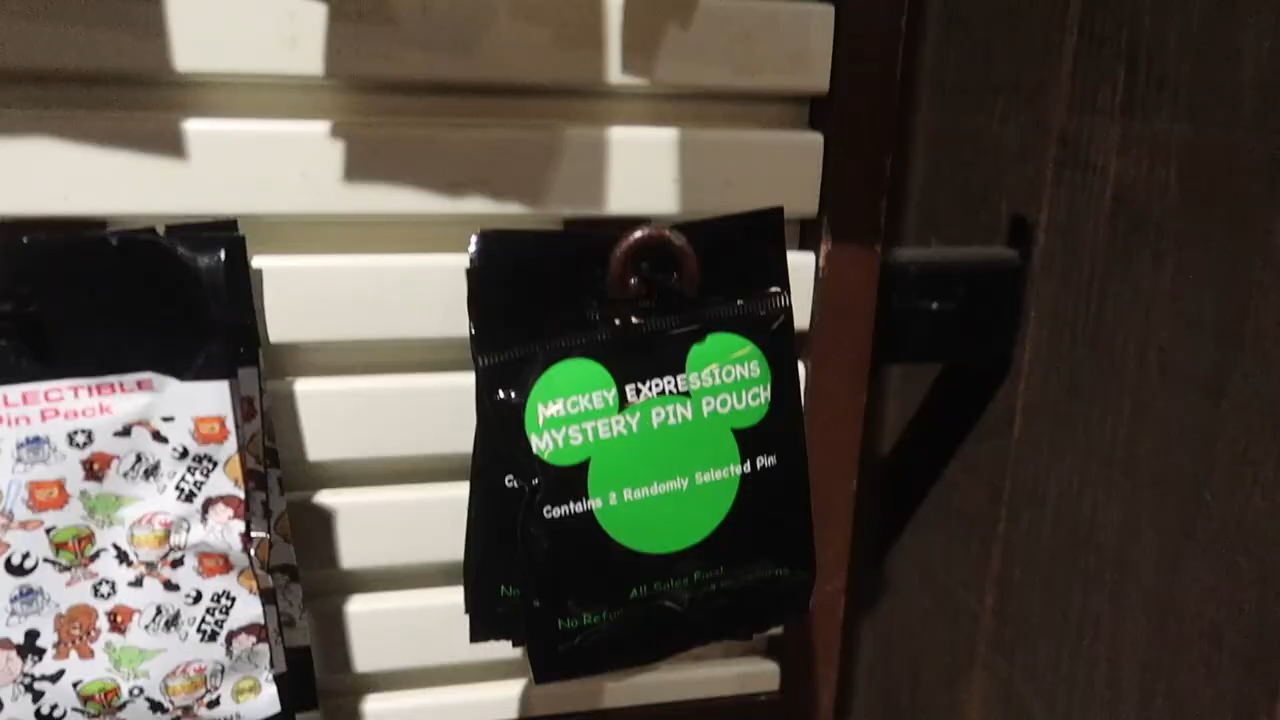 LECTIBLE
Pin Pack
STAR
WARS
STAR
WARS
MICKEY EXPRESSIONS
MYSTERY PIN POUCH
Contains 2 Randomly Selected Pins
All Sales Final
No Refu